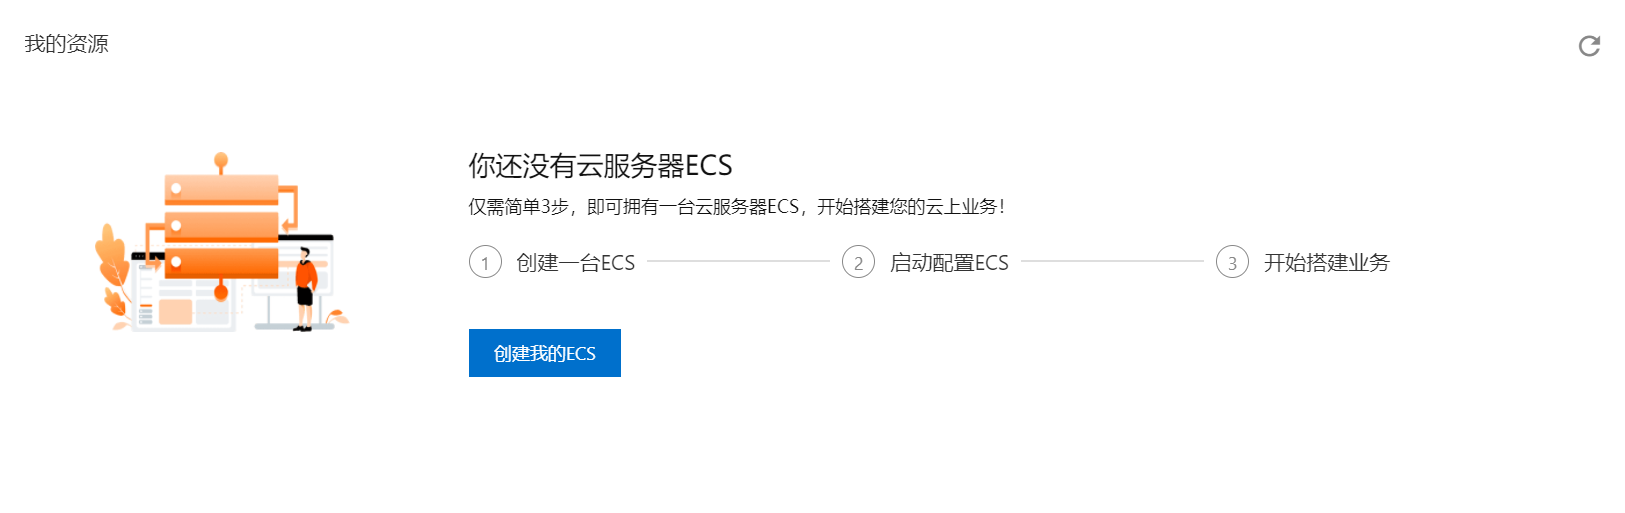 我的资源
你还没有云服务器ECS
仅需简单3步，即可拥有一台云服务器ECS，开始搭建您的云上业务！
1 创建一台ECS 2 启动配置ECS 3 开始搭建业务
创建我的ECS